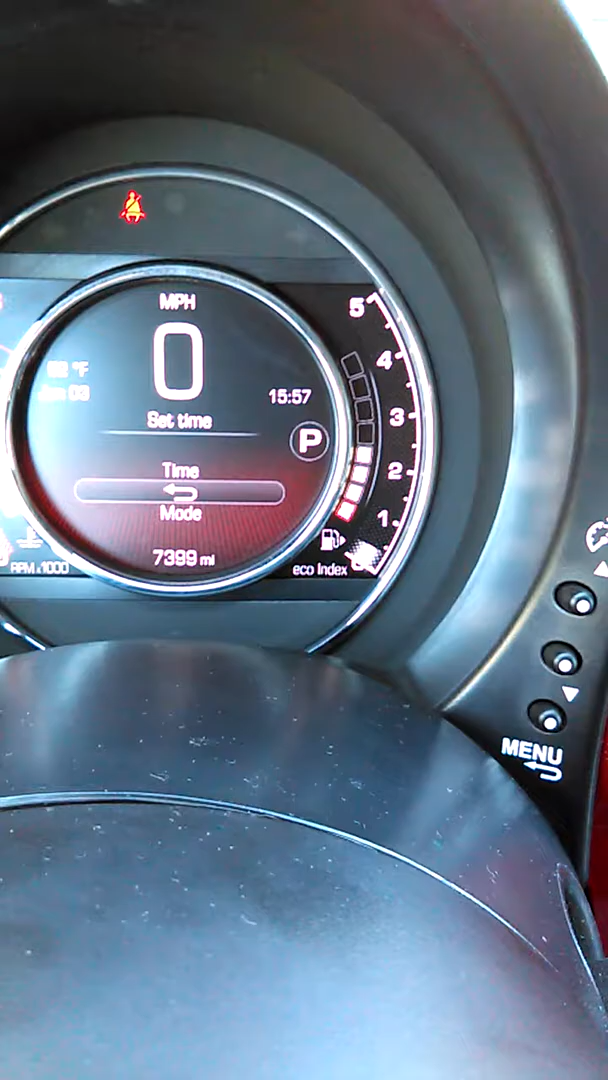 MPH
0
°F
03
15:57
Set time
P
Time
Mode
7399 mi
RPM x1000
eco Index
5
4
3
2
1
MENU